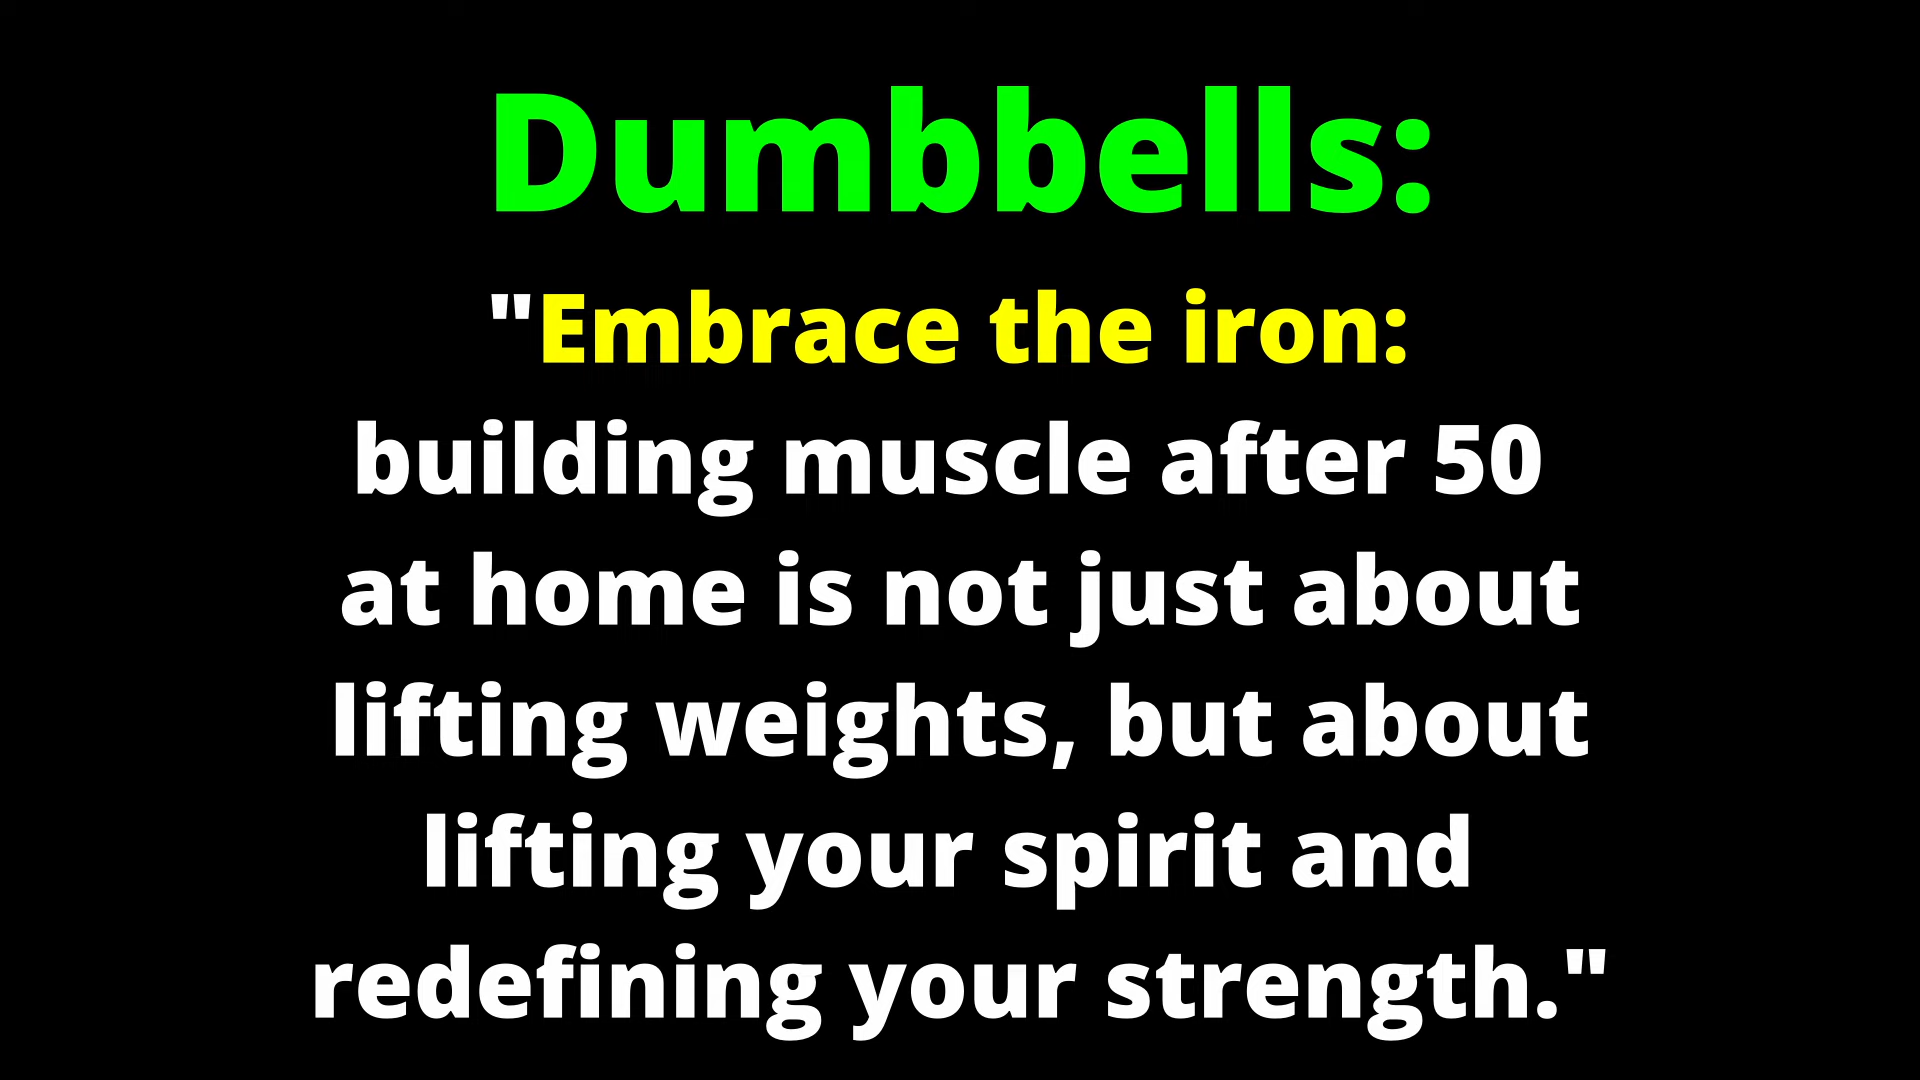 Dumbbells:
"Embrace the iron:
building muscle after 50
at home is not just about
lifting weights, but about
lifting your spirit and
redefining your strength."